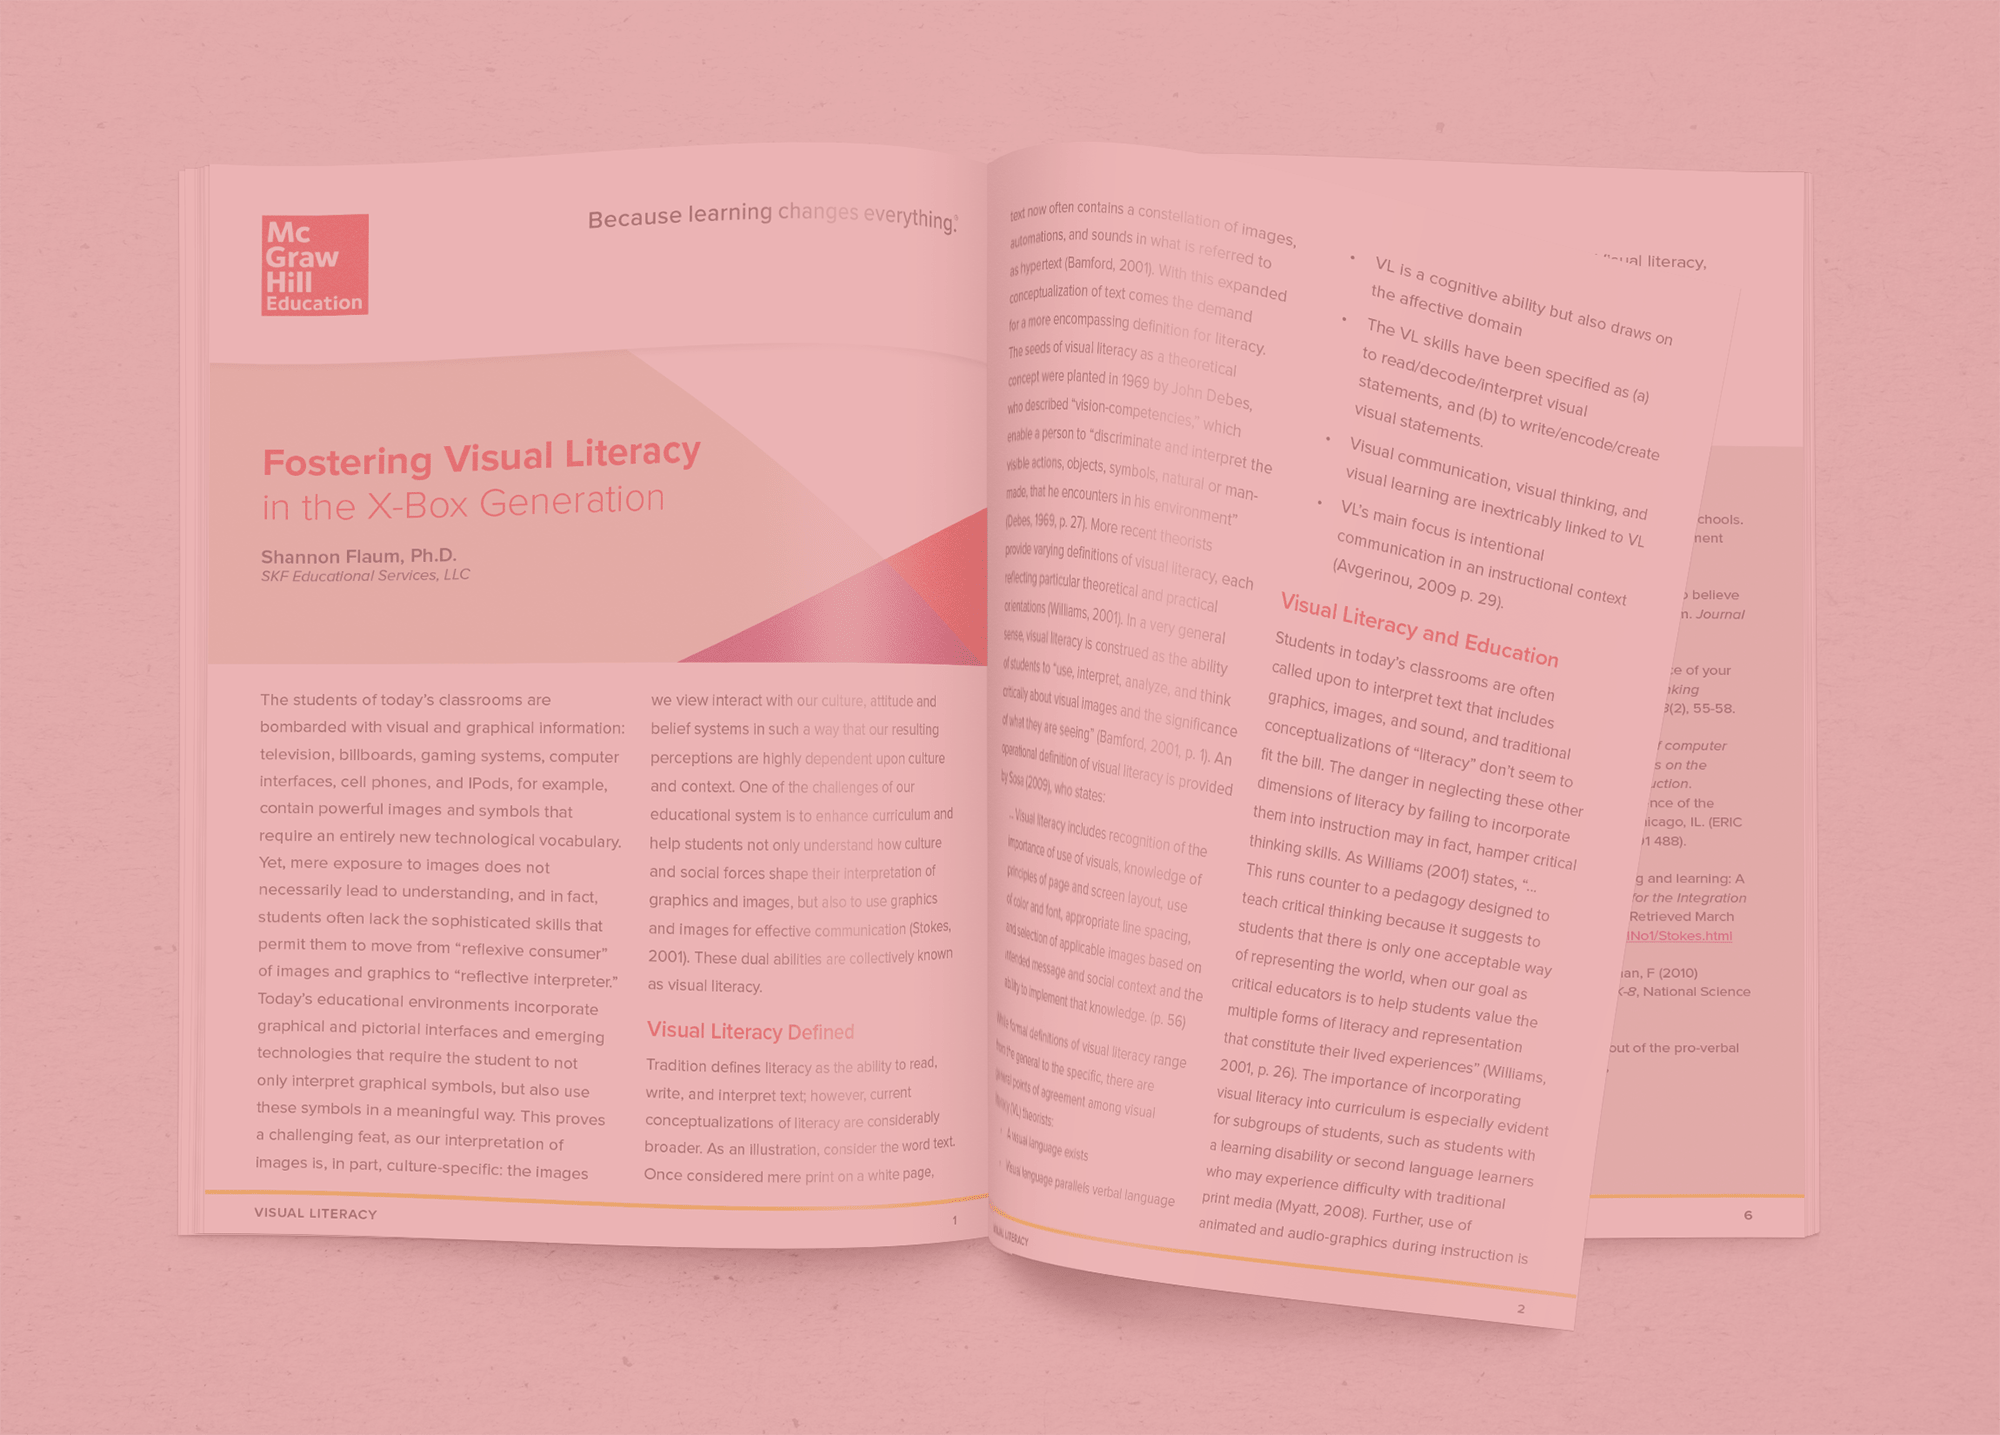 Mc
Graw
Hill
Education
Because learning changes everything.®
Fostering Visual Literacy
in the X-Box Generation
Shannon Flaum, Ph.D.
SKF Educational Services, LLC
The students of today's classrooms are
bombarded with visual and graphical information:
television, billboards, gaming systems, computer
interfaces, cell phones, and IPods, for example,
contain powerful images and symbols that
require an entirely new technological vocabulary.
Yet, mere exposure to images does not
necessarily lead to understanding, and in fact,
students often lack the sophisticated skills that
permit them to move from “reflexive consumer”
of images and graphics to “reflective interpreter.”
Today's educational environments incorporate
graphical and pictorial interfaces and emerging
technologies that require the student to not
only interpret graphical symbols, but also use
these symbols in a meaningful way. This proves
a challenging feat, as our interpretation of
images is, in part, culture-specific: the images
we view interact with our culture, attitude and
belief systems in such a way that our resulting
perceptions are highly dependent upon culture
and context. One of the challenges of our
educational system is to enhance curriculum and
help students not only understand how culture
and social forces shape their interpretation of
graphics and images, but also to use graphics
and images for effective communication (Stokes,
2001). These dual abilities are collectively known
as visual literacy.
Visual Literacy Defined
Tradition defines literacy as the ability to read,
write, and interpret text; however, current
conceptualizations of literacy are considerably
broader. As an illustration, consider the word text.
Once considered mere print on a white page,
VISUAL LITERACY
1
text now often contains a constellation of images,
automations, and sounds in what is referred to
as hypertext (Bamford, 2001). With this expanded
conceptualization of text comes the demand
for a more encompassing definition for literacy.
The seeds of visual literacy as a theoretical
concept were planted in 1969 by John Debes,
who described “vision-competencies,” which
enable a person to “discriminate and interpret the
visible actions, objects, symbols, natural or man-
made, that he encounters in his environment”
(Debes, 1969, p. 27). More recent theorists
provide varying definitions of visual literacy, each
reflecting particular theoretical and practical
orientations (Williams, 2001). In a very general
sense, visual literacy is construed as the ability
of students to “use, interpret, analyze, and think
critically about visual images and the significance
of what they are seeing” (Bamford, 2001, p. 1). An
operational definition of visual literacy is provided
by Sosa (2009), who states:
... Visual literacy includes recognition of the
importance of use of visuals, knowledge of
principles of page and screen layout, use
of color and font, appropriate line spacing,
and selection of applicable images based on
intended message and social context and the
ability to implement that knowledge. (p. 56)
While formal definitions of visual literacy range
from the general to the specific, there are
general points of agreement among visual
literacy (VL) theorists:
• A visual language exists
• Visual language parallels verbal language
• VL is a cognitive ability but also draws on
the affective domain
• The VL skills have been specified as (a)
to read/decode/interpret visual
statements, and (b) to write/encode/create
visual statements.
• Visual communication, visual thinking, and
visual learning are inextricably linked to VL
• VL's main focus is intentional
communication in an instructional context
(Avgerinou, 2009 p. 29).
Visual Literacy and Education
Students in today's classrooms are often
called upon to interpret text that includes
graphics, images, and sound, and traditional
conceptualizations of “literacy” don't seem to
fit the bill. The danger in neglecting these other
dimensions of literacy by failing to incorporate
them into instruction may in fact, hamper critical
thinking skills. As Williams (2001) states, “...
This runs counter to a pedagogy designed to
teach critical thinking because it suggests to
students that there is only one acceptable way
of representing the world, when our goal as
critical educators is to help students value the
multiple forms of literacy and representation
that constitute their lived experiences” (Williams,
2001, p. 26). The importance of incorporating
visual literacy into curriculum is especially evident
for subgroups of students, such as students with
a learning disability or second language learners
who may experience difficulty with traditional
print media (Myatt, 2008). Further, use of
animated and audio-graphics during instruction is
VISUAL LITERACY
2
literacy,
chools.
ment
believe
n. Journal
ce of your
nking
3(2), 55-58.
f computer
s on the
uction.
nce of the
icago, IL. (ERIC
1 488).
g and learning: A
for the Integration
Retrieved March
lNo1/Stokes.html
an, F (2010)
K-8, National Science
out of the pro-verbal
6